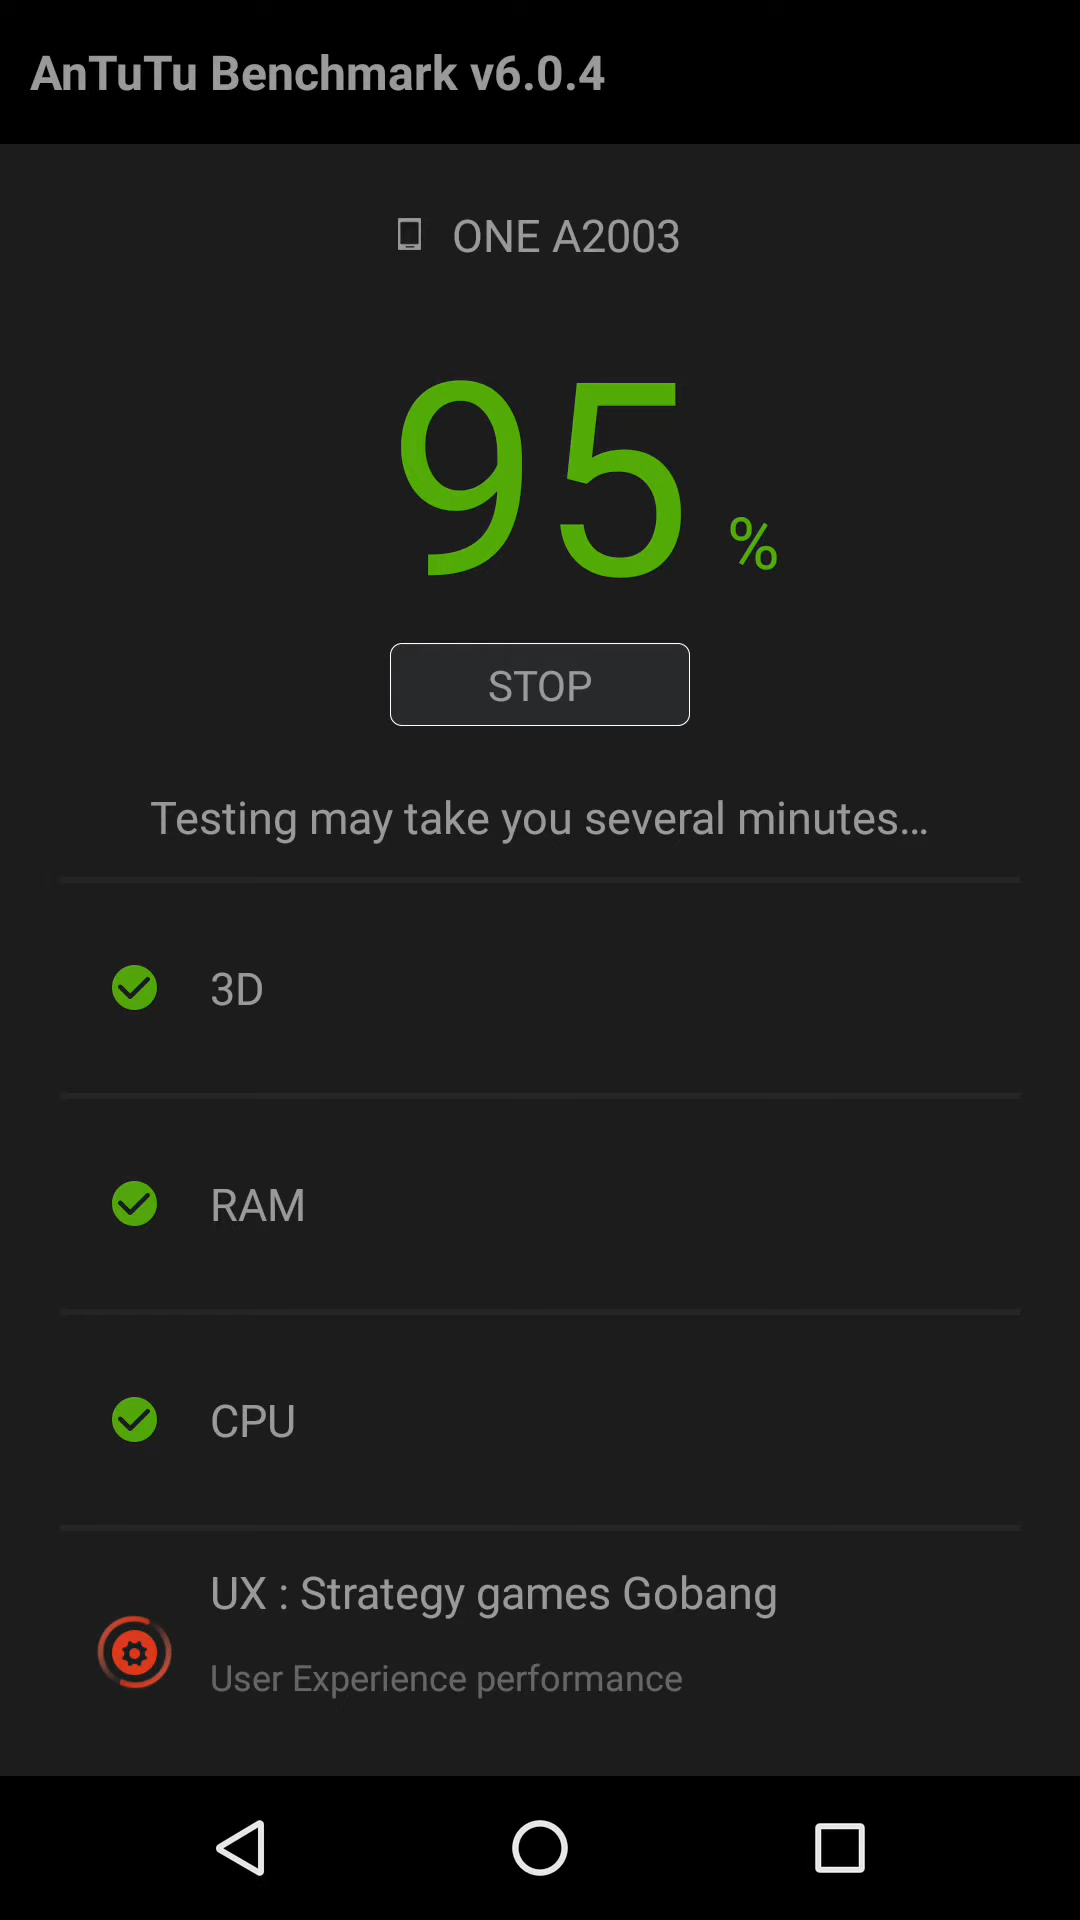 AnTuTu Benchmark v6.0.4
ONE A2003
95 %
STOP
Testing may take you several minutes...
3D
RAM
CPU
UX : Strategy games Gobang
User Experience performance